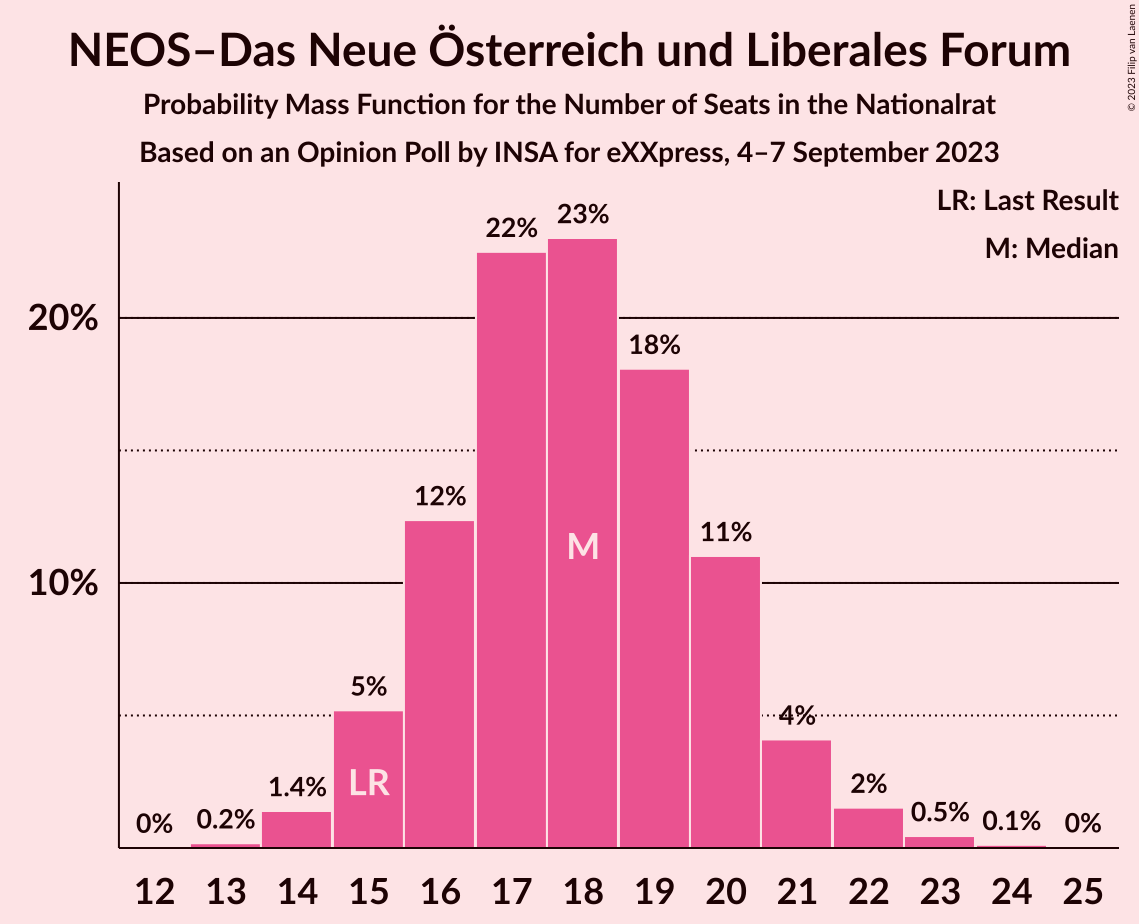 NEOS–Das Neue Österreich und Liberales Forum
Probability Mass Function for the Number of Seats in the Nationalrat
Based on an Opinion Poll by INSA for eXXpress, 4–7 September 2023
© 2023 Filip van Laenen
LR: Last Result
M: Median
20%
10%
0%
0.2%
1.4%
5%
12%
22%
23%
18%
11%
4%
2%
0.5%
0.1%
0%
LR
M
12 13 14 15 16 17 18 19 20 21 22 23 24 25